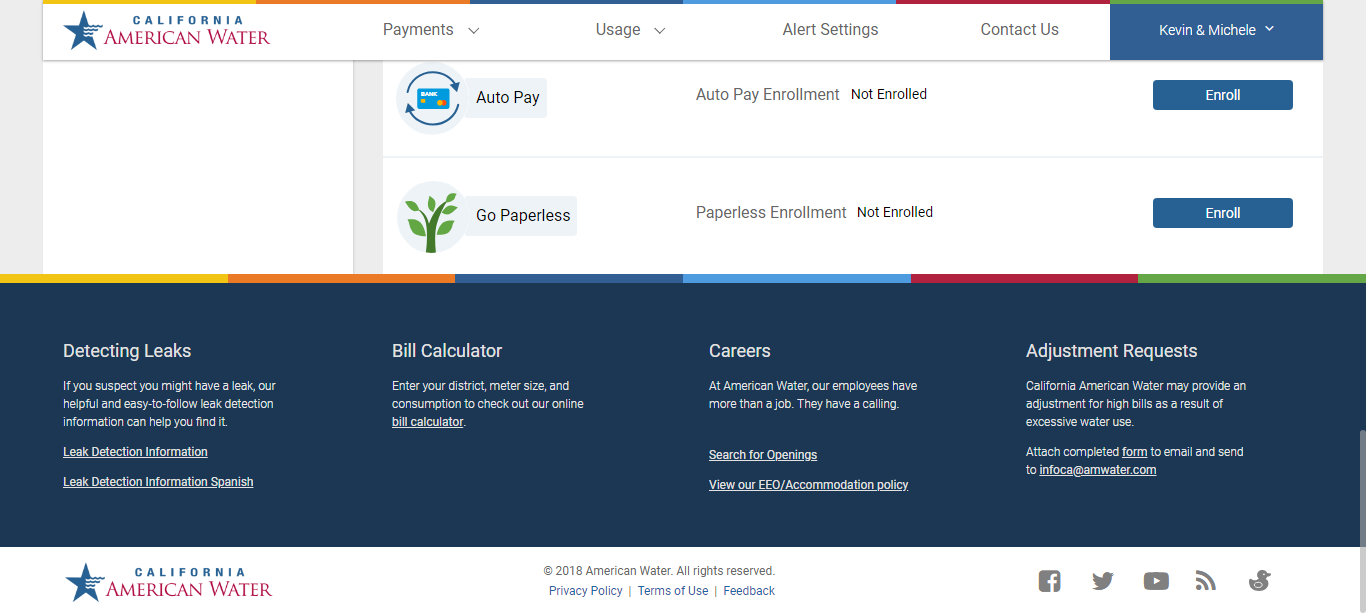 CALIFORNIA
AMERICAN WATER
Payments
Usage
Alert Settings
Contact Us
Kevin & Michele
BANK
Auto Pay
Auto Pay Enrollment Not Enrolled
Enroll
Go Paperless
Paperless Enrollment Not Enrolled
Enroll
Detecting Leaks
If you suspect you might have a leak, our
helpful and easy-to-follow leak detection
information can help you find it.
Leak Detection Information
Leak Detection Information Spanish
Bill Calculator
Enter your district, meter size, and
consumption to check out our online
bill calculator.
Careers
At American Water, our employees have
more than a job. They have a calling.
Search for Openings
View our EEO/Accommodation policy
Adjustment Requests
California American Water may provide an
adjustment for high bills as a result of
excessive water use.
Attach completed form to email and send
to infoca@amwater.com
CALIFORNIA
AMERICAN WATER
© 2018 American Water. All rights reserved.
Privacy Policy | Terms of Use | Feedback